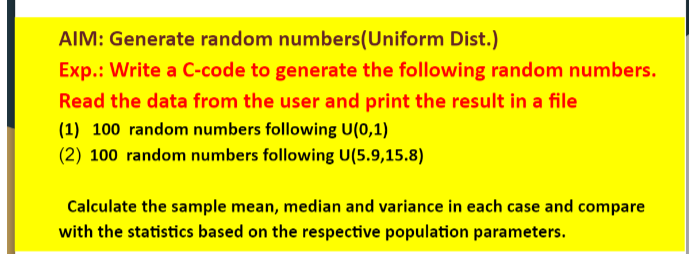 AIM: Generate random numbers(Uniform Dist.)
Exp.: Write a C-code to generate the following random numbers.
Read the data from the user and print the result in a file
(1) 100 random numbers following U(0,1)
(2) 100 random numbers following U(5.9,15.8)
Calculate the sample mean, median and variance in each case and compare
with the statistics based on the respective population parameters.